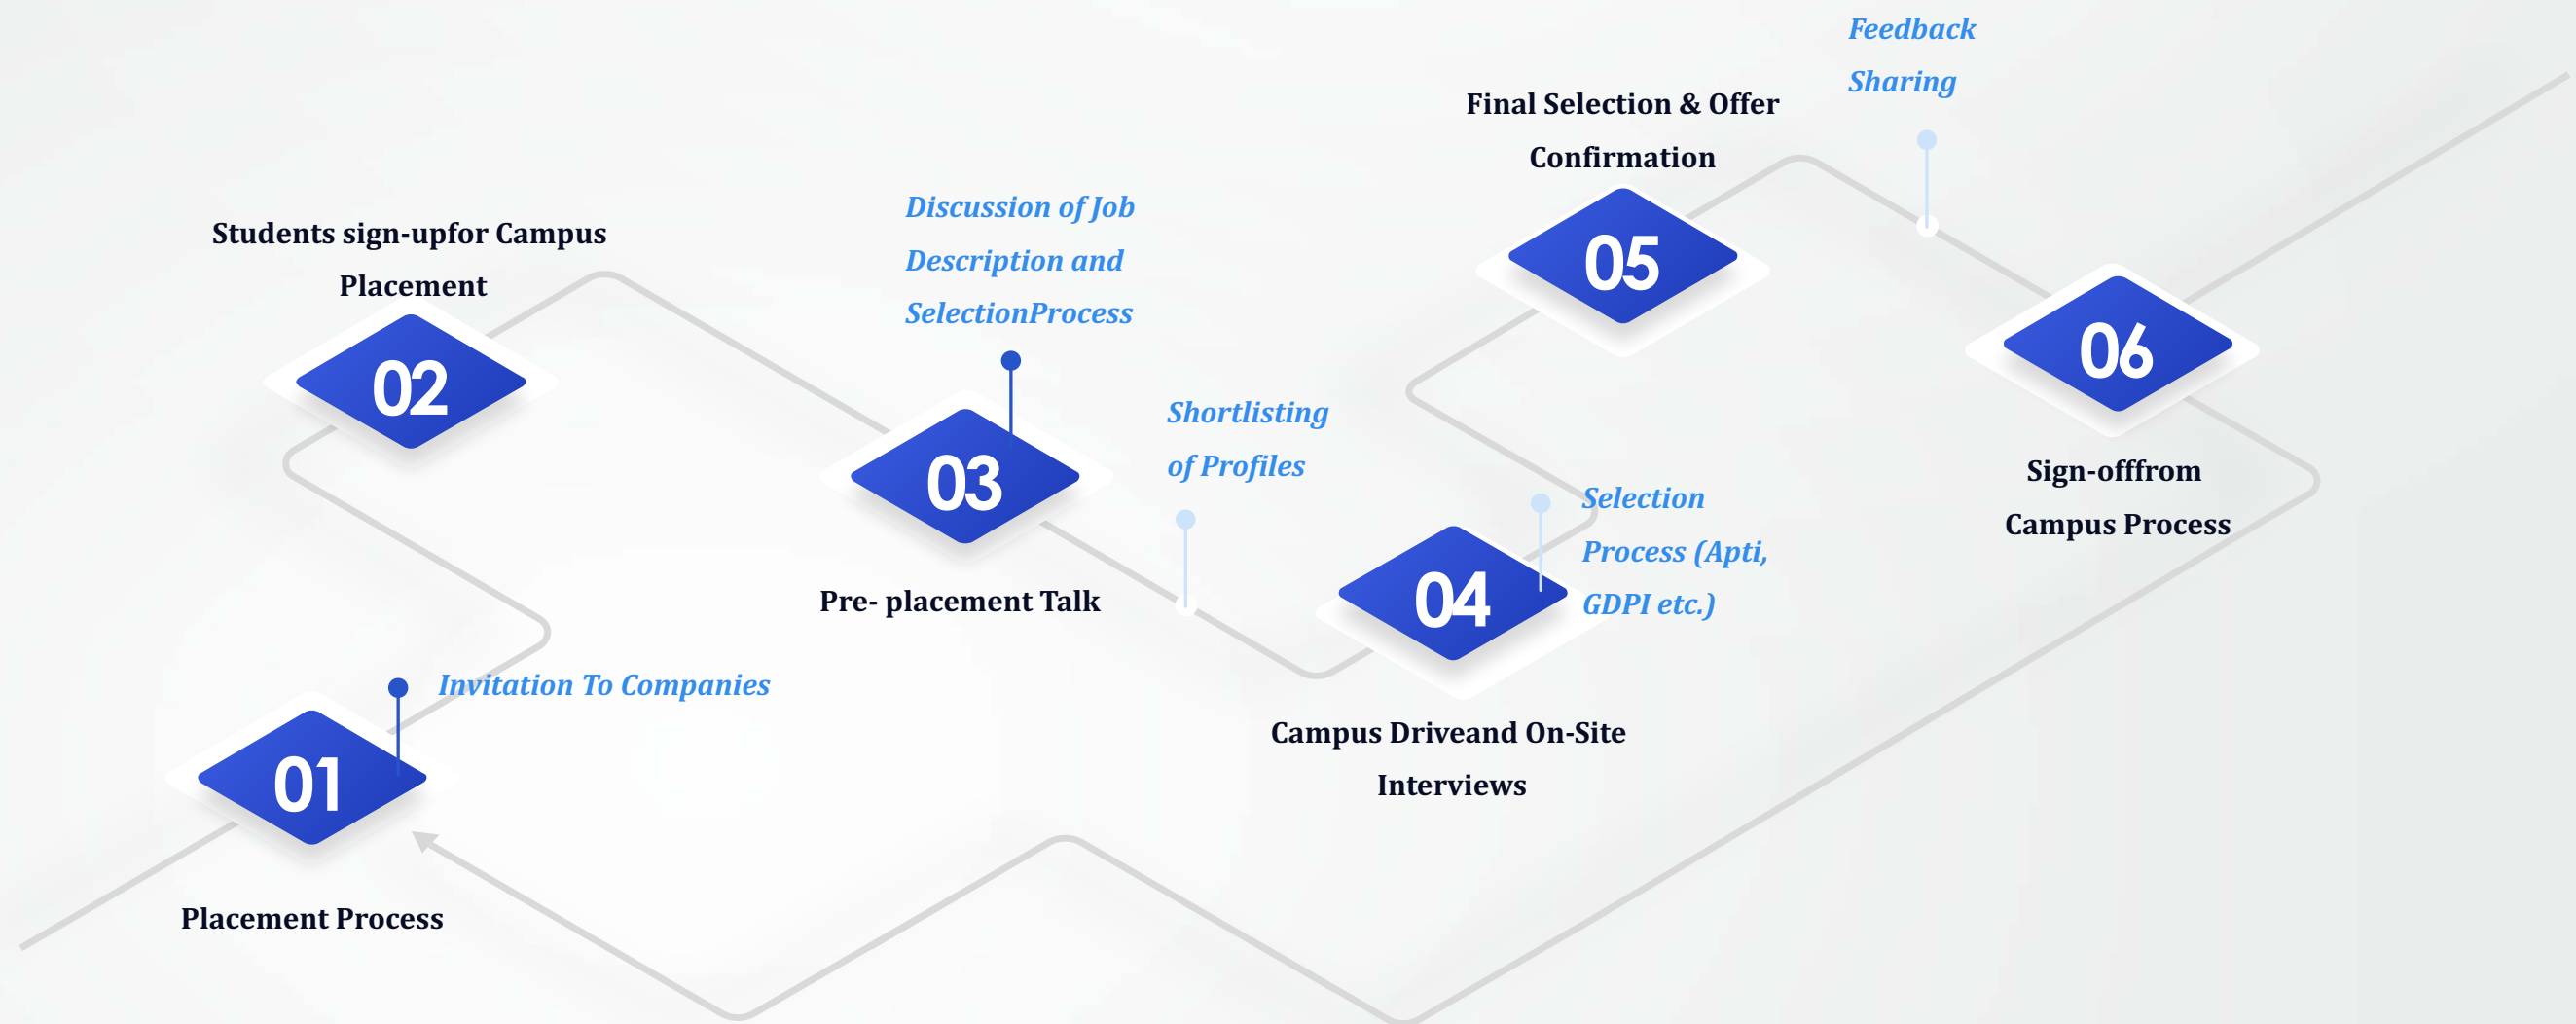 01
Invitation To Companies
Placement Process
Students sign-upfor Campus
Placement
02
Discussion of Job
Description and
SelectionProcess
03
Pre- placement Talk
Shortlisting
of Profiles
04
Selection
Process (Apti,
GDPI etc.)
Campus Driveand On-Site
Interviews
Final Selection & Offer
Confirmation
05
Feedback
Sharing
06
Sign-offfrom
Campus Process